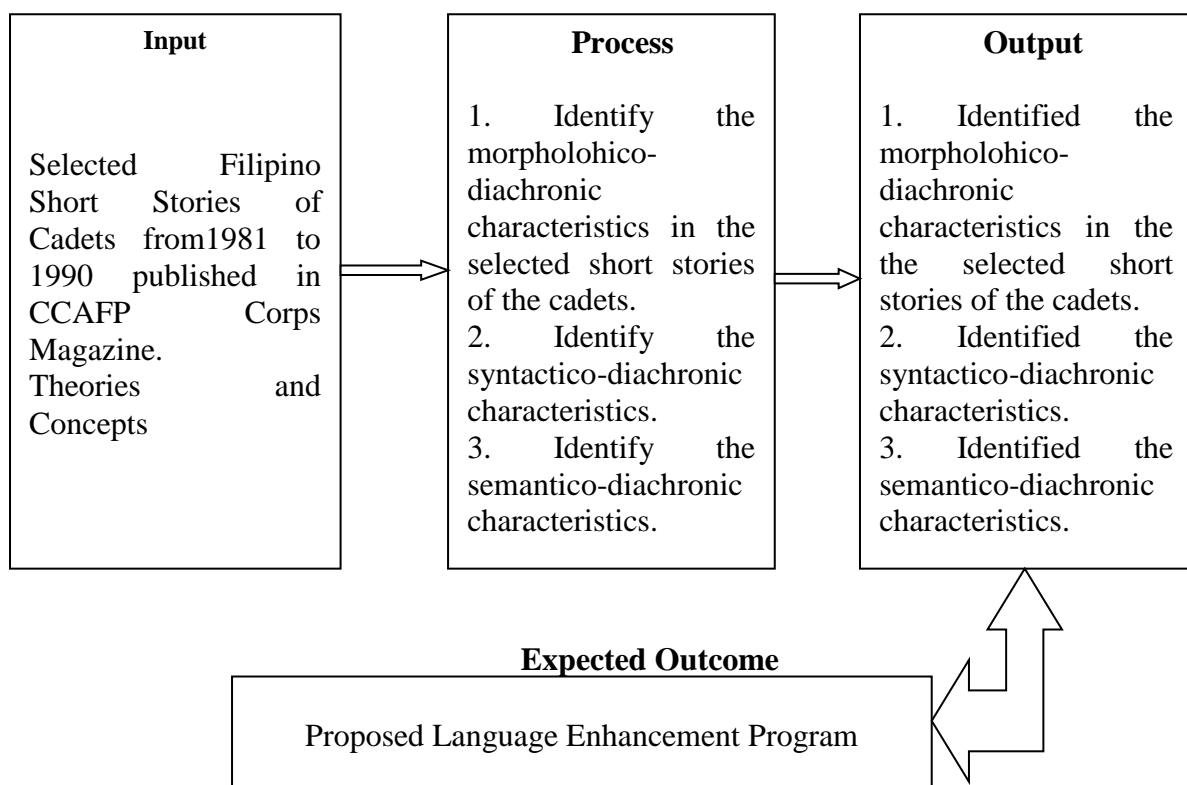 Input
Selected Filipino
Short Stories of
Cadets from1981 to
1990 published in
CCAFP Corps
Magazine.
Theories and
Concepts
Process
1. Identify the
morpholohico-
diachronic
characteristics in the
selected short stories
of the cadets.
2. Identify the
syntactico-diachronic
characteristics.
3. Identify the
semantico-diachronic
characteristics.
Output
1. Identified the
morpholohico-
diachronic
characteristics in the
the selected short
stories of the cadets.
2. Identified the
syntactico-diachronic
characteristics.
3. Identified the
semantico-diachronic
characteristics.
Expected Outcome
Proposed Language Enhancement Program